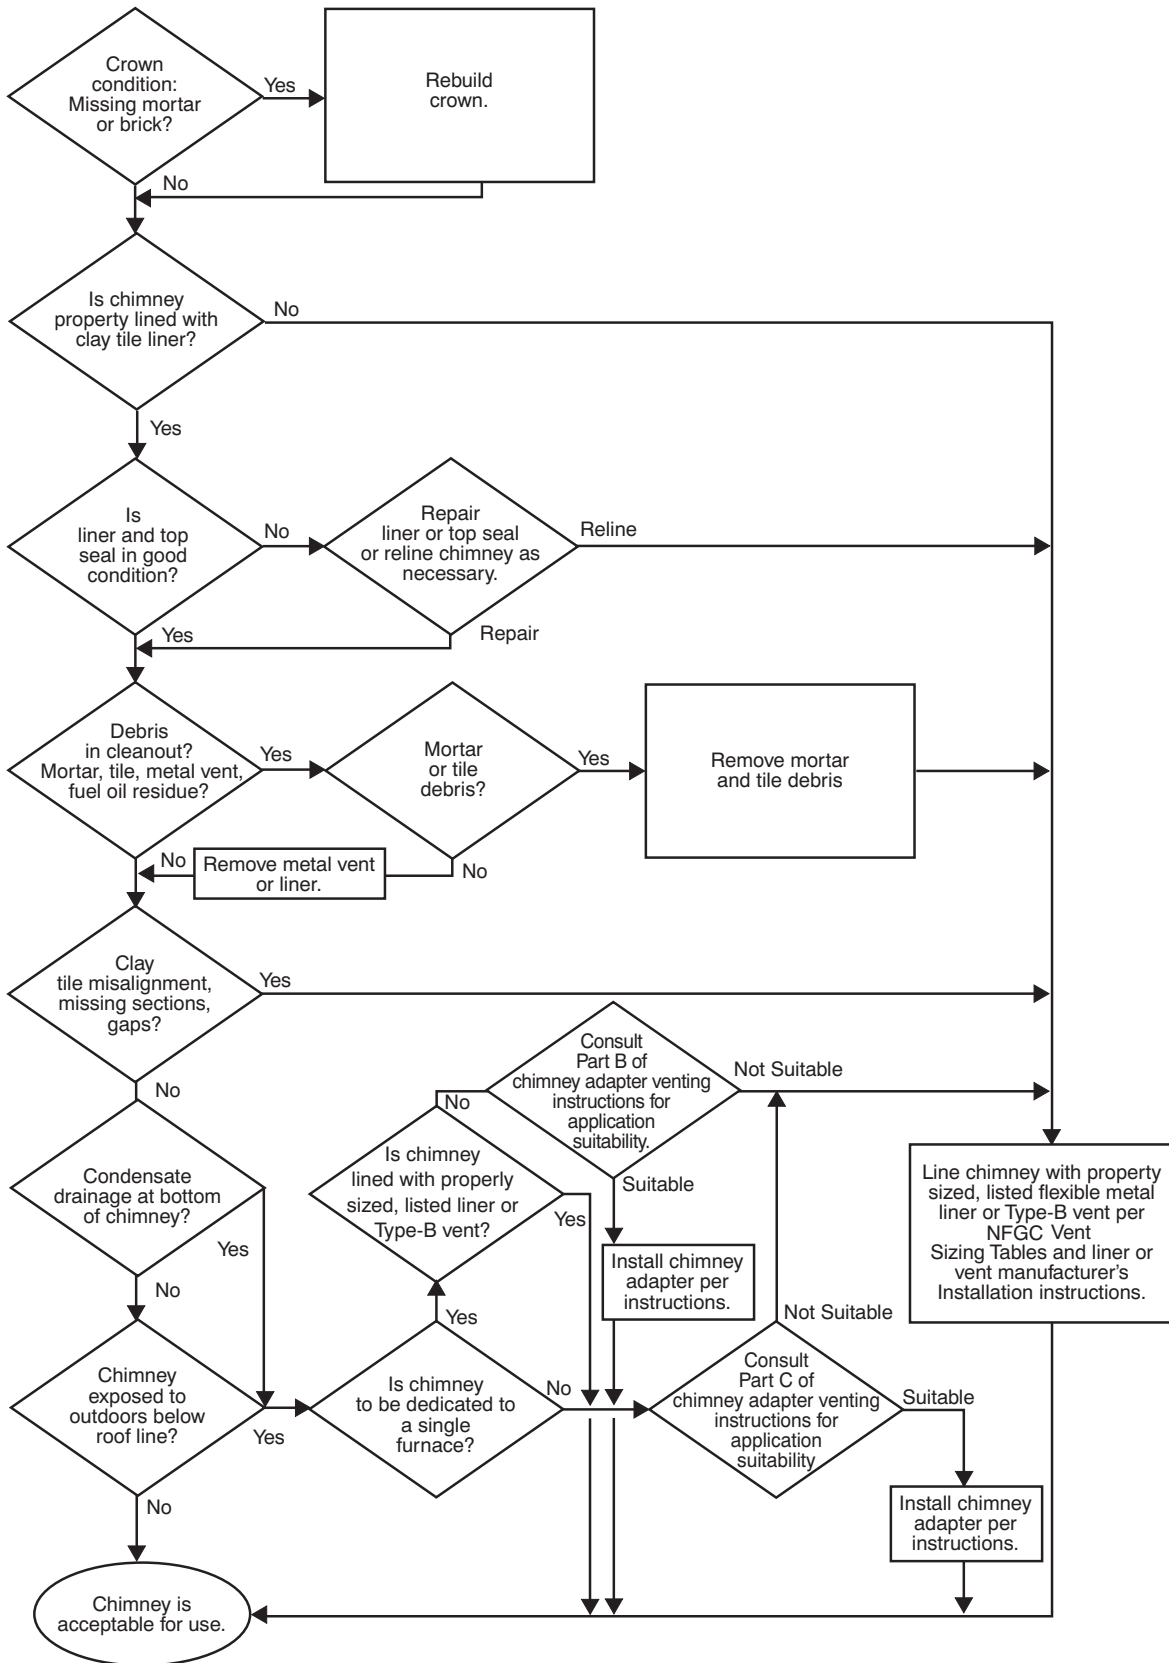 Crown
condition:
Missing mortar
or brick?
Yes
Rebuild
crown.
No
Is chimney
property lined with
clay tile liner?
No
Yes
Is
liner and top
seal in good
condition?
No
Repair
liner or top seal
or reline chimney as
necessary.
Reline
Yes
Repair
Debris
in cleanout?
Mortar, tile, metal vent,
fuel oil residue?
Yes
Mortar
or tile
debris?
Yes
Remove mortar
and tile debris
No
Remove metal vent
or liner.
No
Clay
tile misalignment,
missing sections,
gaps?
Yes
No
Consult
Part B of
chimney adapter venting
instructions for
application
suitability.
Not Suitable
No
Suitable
Condensate
drainage at bottom
of chimney?
Yes
No
Is chimney
lined with properly
sized, listed liner or
Type-B vent?
Yes
Install chimney
adapter per
instructions.
Line chimney with property
sized, listed flexible metal
liner or Type-B vent per
NFGC Vent
Sizing Tables and liner or
vent manufacturer's
Installation instructions.
Yes
Not Suitable
Chimney
exposed to
outdoors below
roof line?
Yes
No
Is chimney
to be dedicated to
a single
furnace?
No
Consult
Part C of
chimney adapter venting
instructions for
application
suitability
Suitable
Install chimney
adapter per
instructions.
Chimney is
acceptable for use.